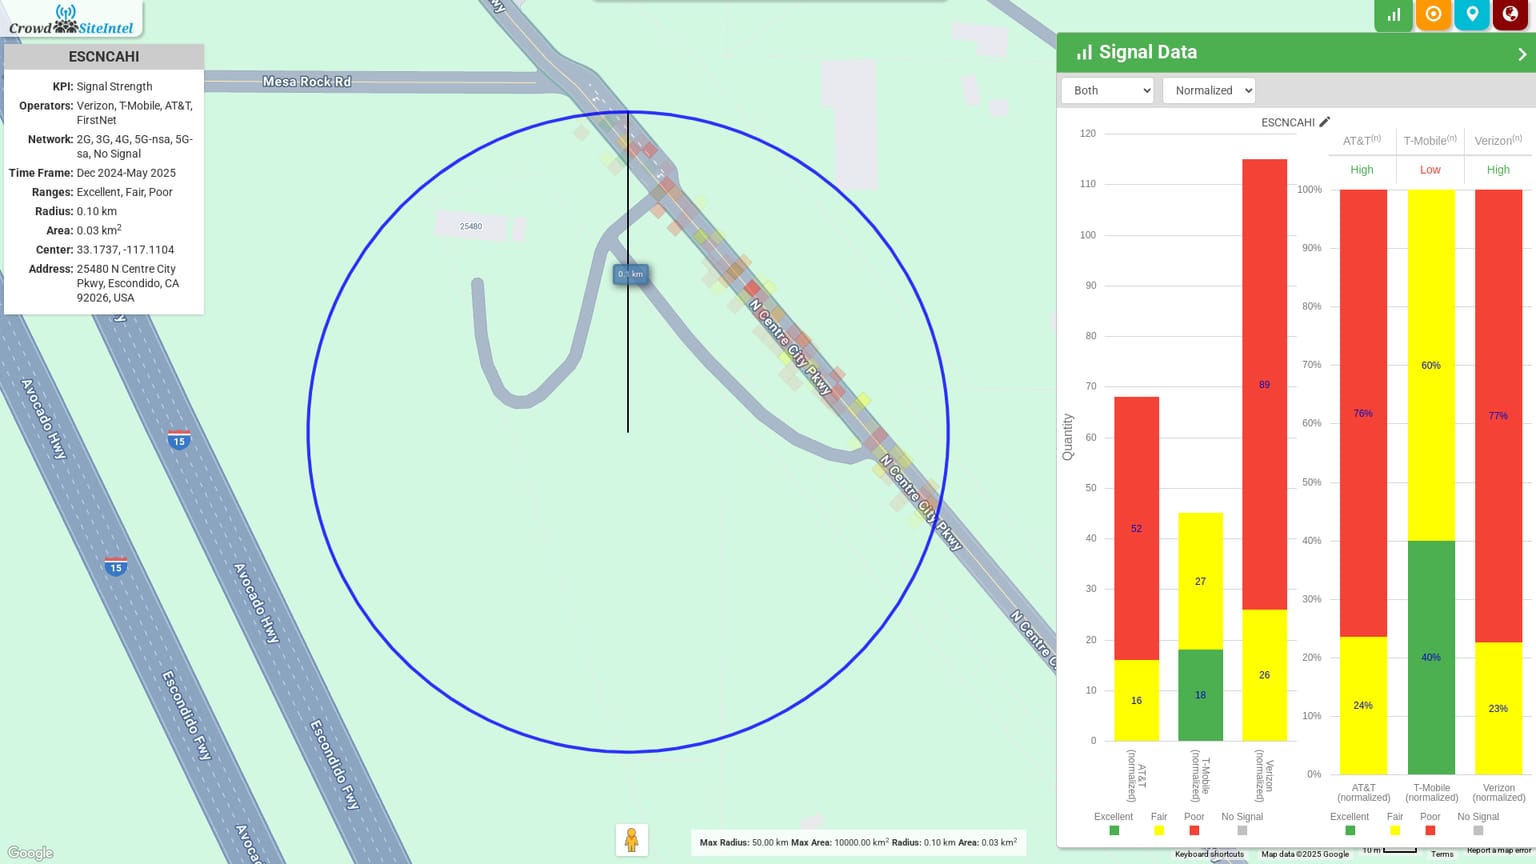 Crowd SiteIntel
ESCNCAHI
KPI: Signal Strength
Operators: Verizon, T-Mobile, AT&T,
FirstNet
Network: 2G, 3G, 4G, 5G-nsa, 5G-
sa, No Signal
Time Frame: Dec 2024-May 2025
Ranges: Excellent, Fair, Poor
Radius: 0.10 km
Area: 0.03 km²
Center: 33.1737, -117.1104
Address: 25480 N Centre City
Pkwy, Escondido, CA
92026, USA
Mesa Rock Rd
25480
0.1 km
N Centre City Pkwy
N Centre City Pkwy
N Centre C
Avocado Hwy
15
15
Avocado Hwy
Escondido Fwy
Escondido Fwy
Avoca
Google
Max Radius: 50.00 km Max Area: 10000.00 km² Radius: 0.10 km Area: 0.03 km²
Signal Data
Both
Normalized
ESCNCAHI
120
110
100
90
80
70
60
50
40
30
20
10
0
Quantity
52
16
27
18
89
26
AT&T
(normalized)
T-Mobile
(normalized)
Verizon
(normalized)
Excellent
Fair
Poor
No Signal
AT&T(n)
T-Mobile(n)
Verizon(n)
High
Low
High
100%
90%
80%
70%
60%
50%
40%
30%
20%
10%
0%
76%
24%
60%
40%
77%
23%
AT&T
(normalized)
T-Mobile
(normalized)
Verizon
(normalized)
Excellent
Fair
Poor
No Signal
Keyboard shortcuts
Map data ©2025 Google
10 m
Terms
Report a map error